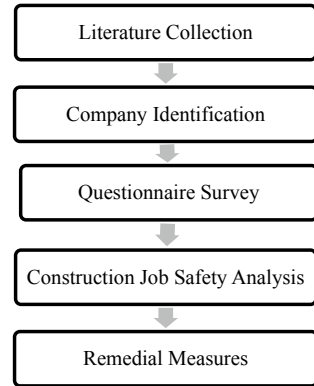 Literature Collection
Company Identification
Questionnaire Survey
Construction Job Safety Analysis
Remedial Measures